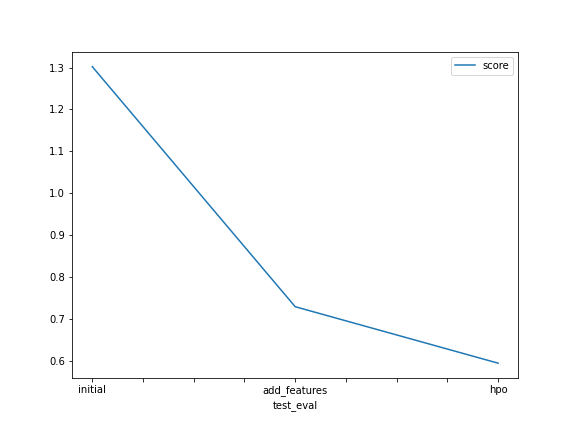 score
1.3
1.2
1.1
1.0
0.9
0.8
0.7
0.6
initial
add_features
hpo
test_eval